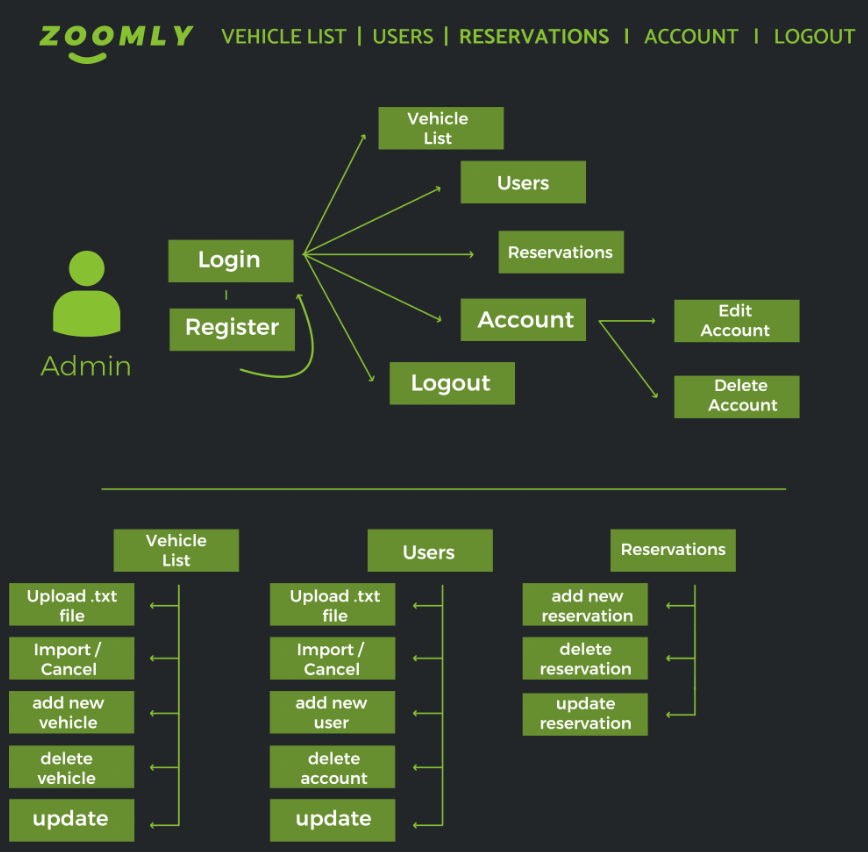 ZOOMLY VEHICLE LIST | USERS | RESERVATIONS I ACCOUNT I LOGOUT
Vehicle
List
Users
Login
Reservations
Register
Account
Edit
Account
Admin
Logout
Delete
Account
Vehicle
List
Upload .txt
file
Import /
Cancel
add new
vehicle
delete
vehicle
update
Users
Upload .txt
file
Import /
Cancel
add new
user
delete
account
update
Reservations
add new
reservation
delete
reservation
update
reservation